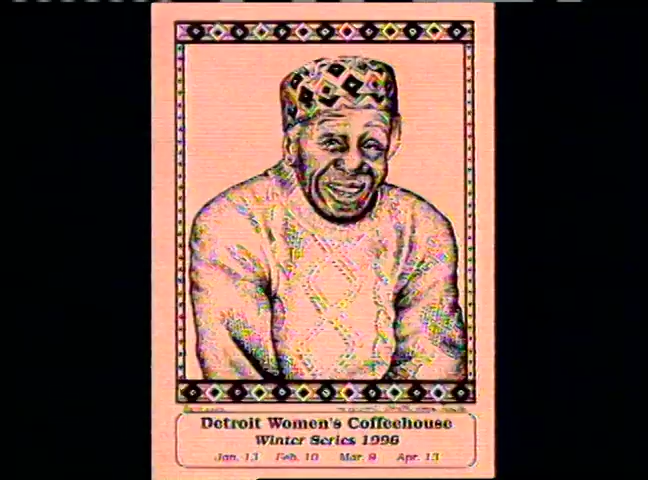 Detroit Women's Coffeehouse
Winter Series 1996
Jan. 13 Feb. 10 Mar. 9 Apr. 13